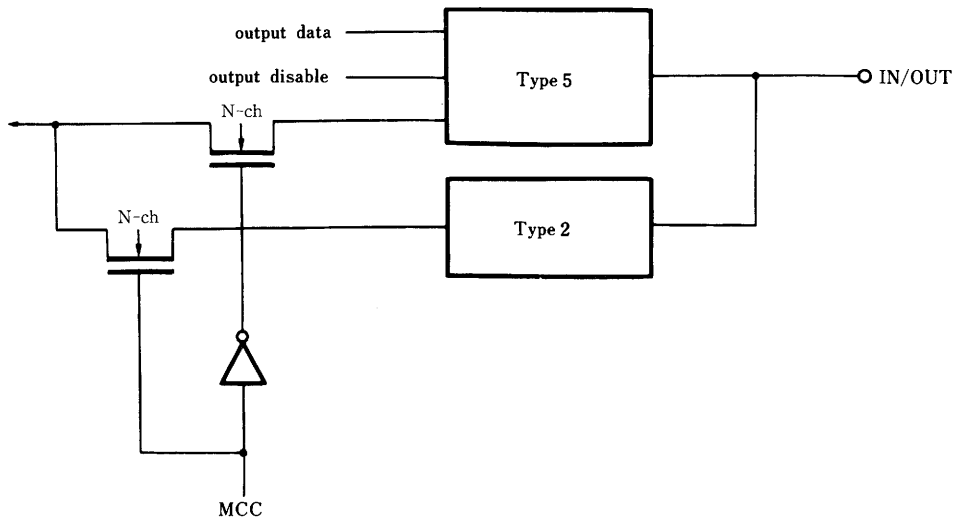 output data
output disable
Type 5
IN/OUT
N-ch
N-ch
Type 2
MCC